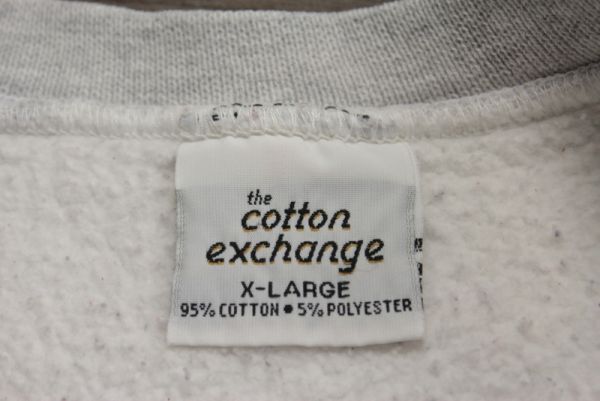 the
cotton
exchange
X-LARGE
95% COTTON • 5% POLYESTER